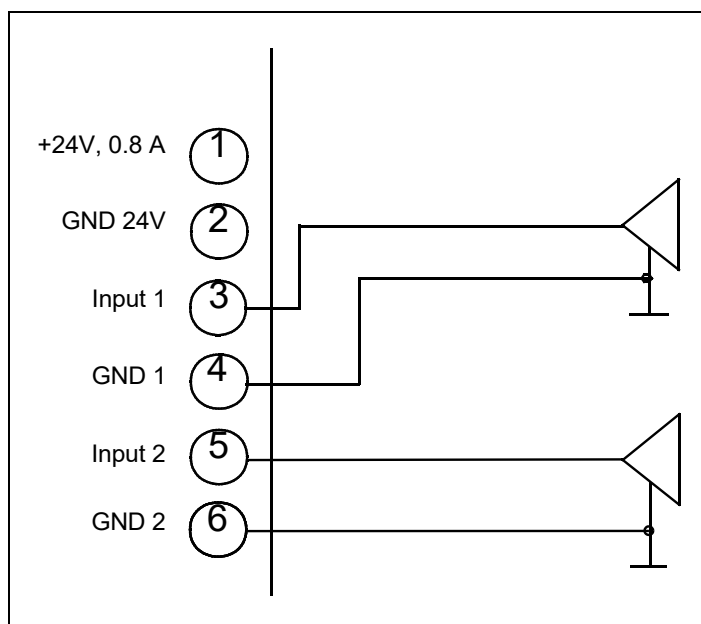 +24V, 0.8 A 1
GND 24V 2
Input 1 3
GND 1 4
Input 2 5
GND 2 6